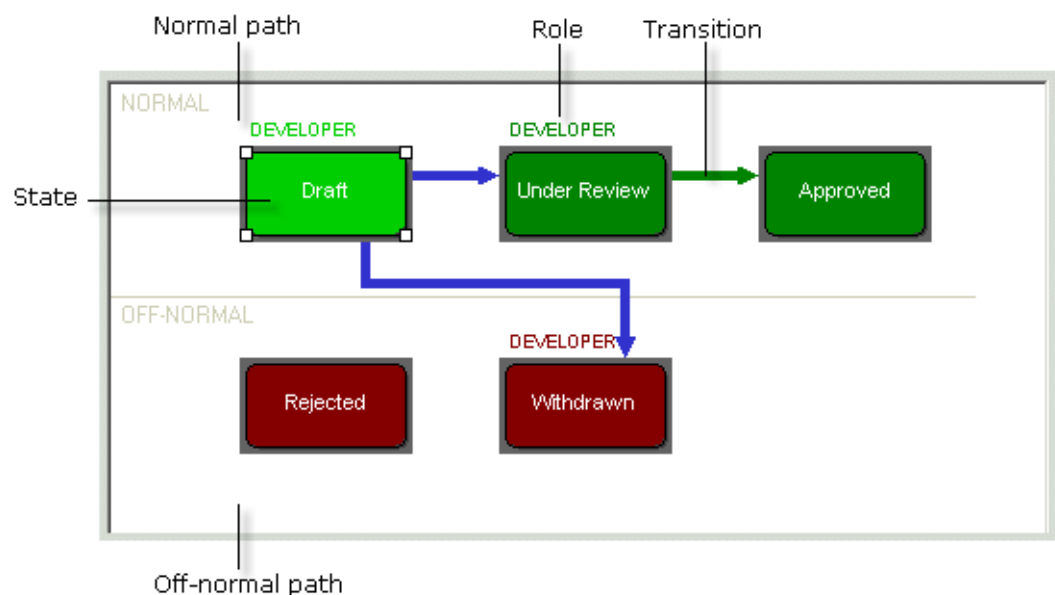 Normal path
Role
Transition
NORMAL
DEVELOPER
DEVELOPER
State
Draft
Under Review
Approved
OFF-NORMAL
DEVELOPER
Rejected
Withdrawn
Off-normal path